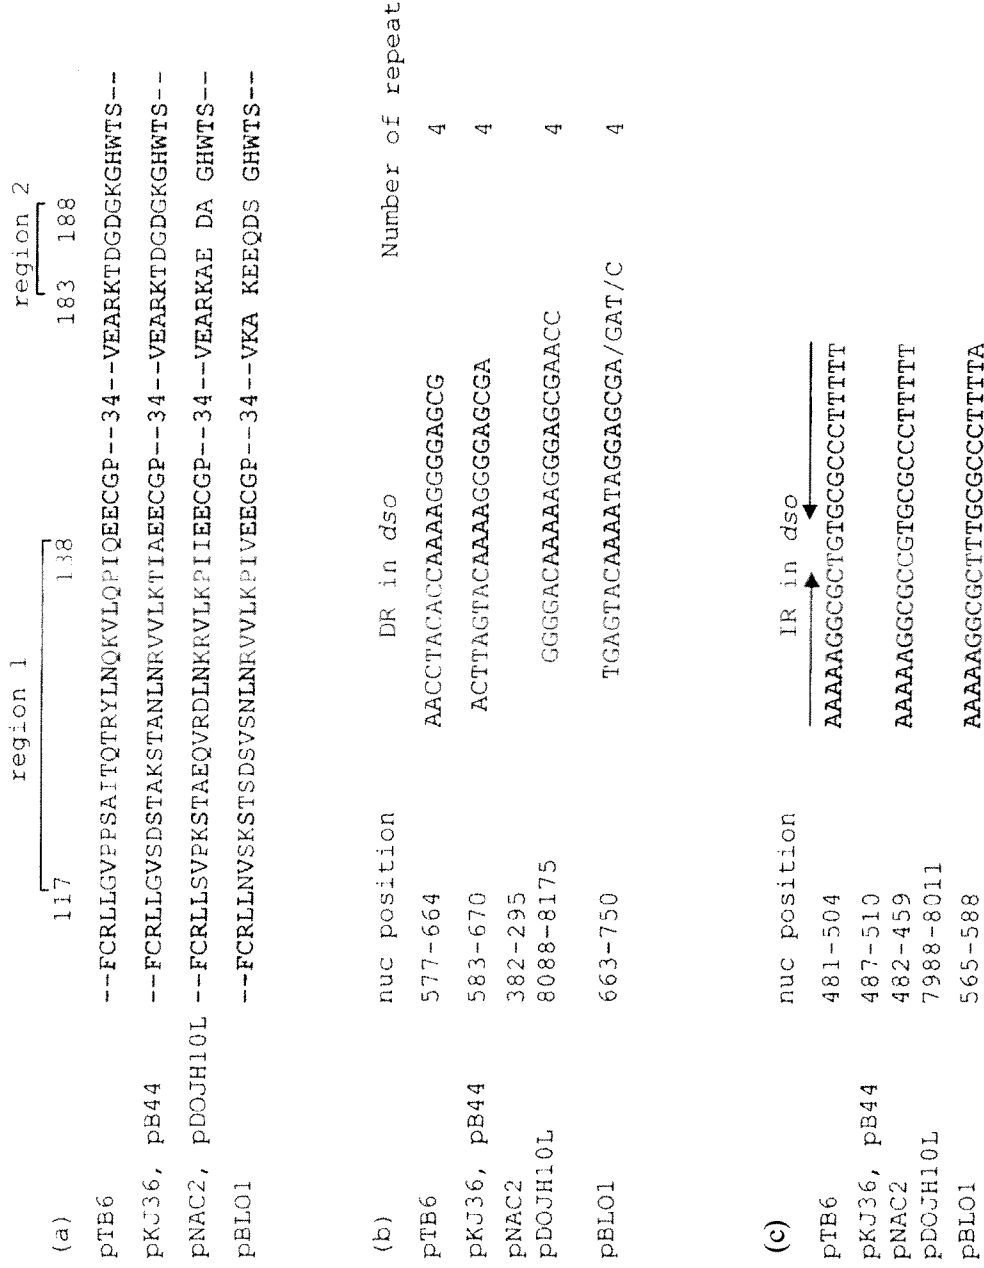 region 1 region 2
(a) 117 138 183 188
pTB6 --FCRLLGVPPSAITQTRYLNQKVLQPIQEECGP--34--VEARKTDGDGKGHWTS--
pKJ36, pB44 --FCRLLGVSDSTAKSTANLNRVVLKTIAEECGP--34--VEARKTDGDGKGHWTS--
pNAC2, pDOJH10L --FCRLLSVPKSTAEQVRDLNKRVLKPIIEECGP--34--VEARKAE DA GHWTS--
pBLO1 --FCRLLNVSKSTSDSVSNLNRVVLKPIVEECGP--34--VKA KEEQDS GHWTS--
(b) nuc position DR in dso Number of repeat
pTB6 577-664 AACCTACACCAAAAGGGGAGCG 4
pKJ36, pB44 583-670 ACTTAGTACAAAAGGGGAGCGA 4
pNAC2 382-295
pDOJH10L 8088-8175 GGGGACAAAAAGGGAGCGAACC 4
pBLO1 663-750 TGAGTACAAAATAGGAGCGA/GAT/C 4
(c) nuc position IR in dso
pTB6 481-504 AAAAAGGCGCTGTGCGCCCTTTTT
pKJ36, pB44 487-510
pNAC2 482-459 AAAAAGGCGCCGTGCGCCCTTTTT
pDOJH10L 7988-8011
pBLO1 565-588 AAAAAGGCGCTTTGCGCCCTTTTA